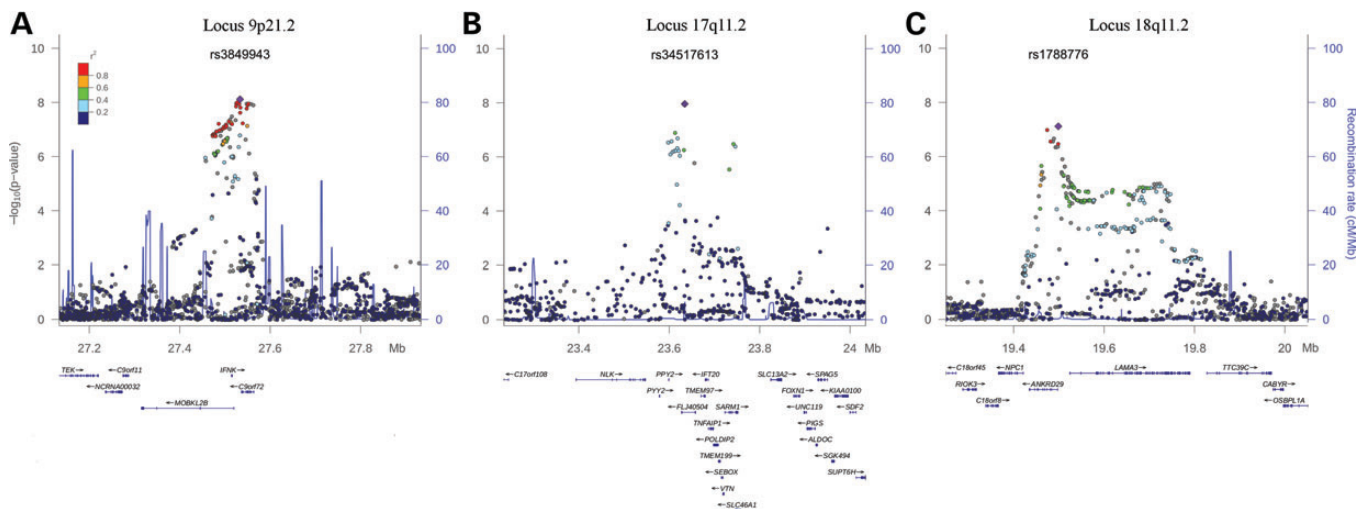 A
Locus 9p21.2
rs3849943
r²
0.8
0.6
0.4
0.2
10
8
6
4
2
0
−log10(p-value)
100
80
60
40
20
0
27.2 27.4 27.6 27.8 Mb
TEK→ C9orf11 IFNK→
←NCRNA00032 ←C9orf72
←MOBKL2B
B
Locus 17q11.2
rs34517613
10
8
6
4
2
0
100
80
60
40
20
0
23.4 23.6 23.8 24 Mb
←C17orf108 NLK→ PPY2← IFT20 SLC13A2→ ←SPAG5
PYY2← TMEM97→ FOXN1→ ←KIAA0100
←FLJ40504 SARM1→ ←UNC119 ←SDF2
TNFAIP1→ ←PIGS
←POLDIP2 ←ALDOC
TMEM199→ ←SGK494
←SEBOX SUPT6H→
←VTN
←SLC46A1
C
Locus 18q11.2
rs1788776
10
8
6
4
2
0
100
80
60
40
20
0
Recombination rate (cM/Mb)
19.4 19.6 19.8 20 Mb
←C18orf45 ←NPC1 LAMA3→ TTC39C→
RIOK3→ ←ANKRD29 CABYR→
C18orf8→ ←OSBPL1A